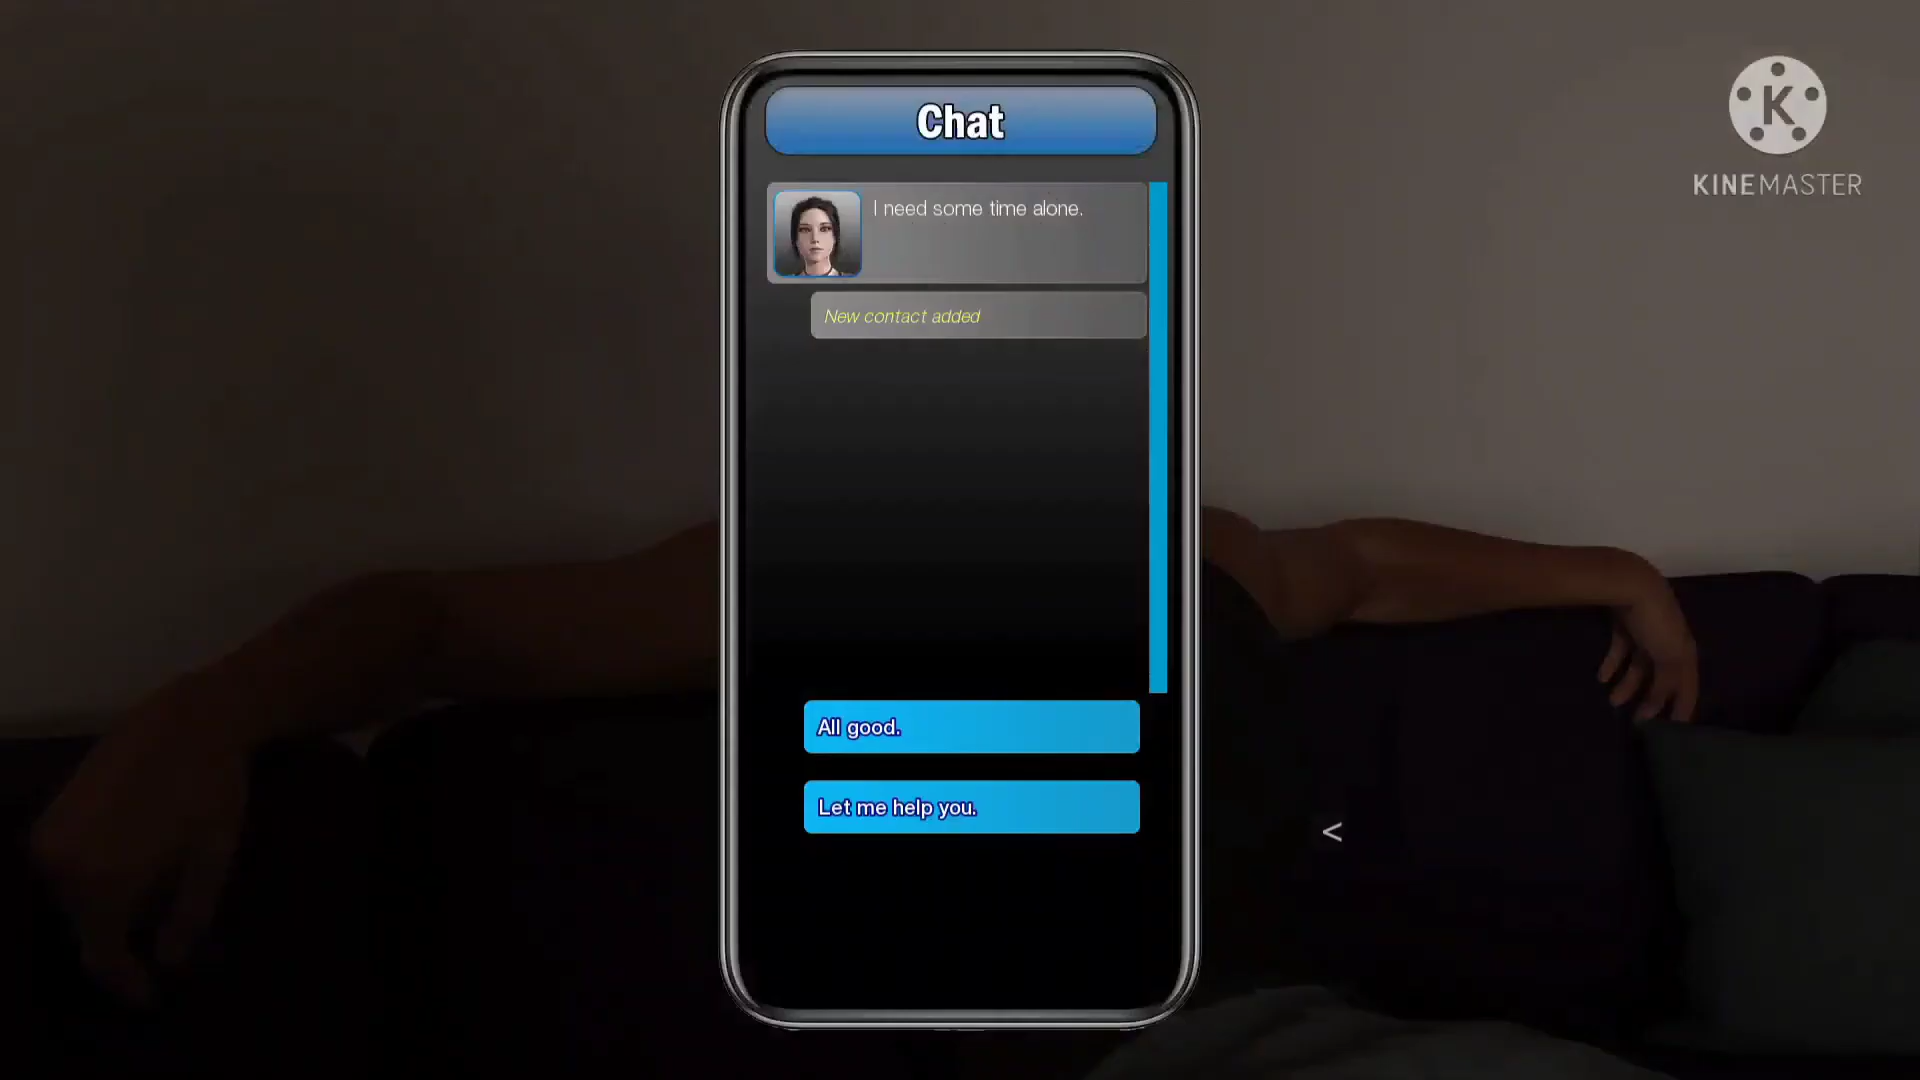 Chat
I need some time alone.
New contact added
All good.
Let me help you.
<
K
KINEMASTER